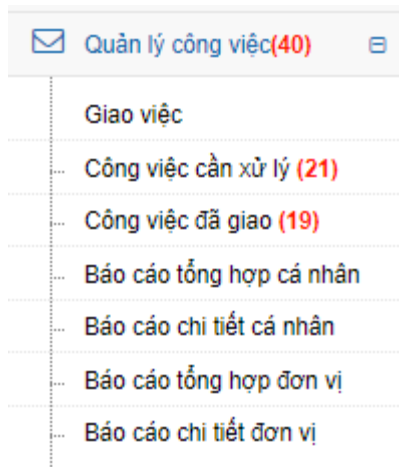 Quản lý công việc(40)
Giao việc
Công việc cần xử lý (21)
Công việc đã giao (19)
Báo cáo tổng hợp cá nhân
Báo cáo chi tiết cá nhân
Báo cáo tổng hợp đơn vị
Báo cáo chi tiết đơn vị